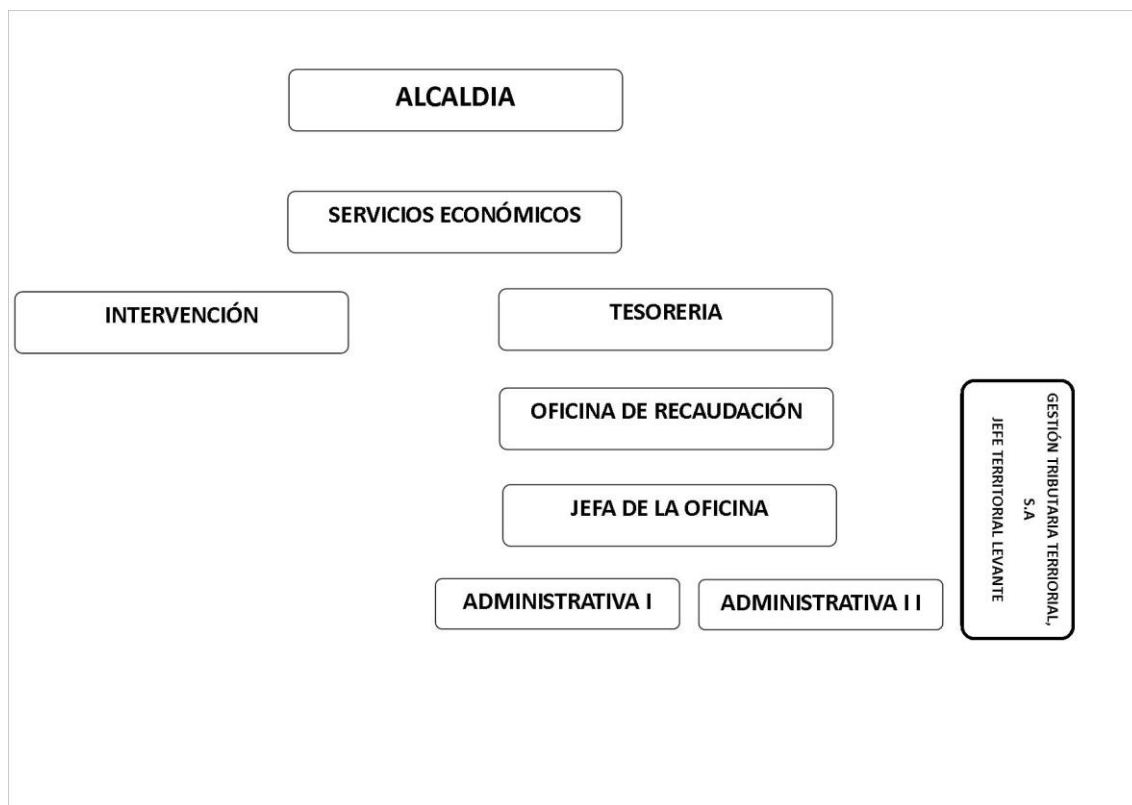 ALCALDIA
SERVICIOS ECONÓMICOS
INTERVENCIÓN
TESORERIA
OFICINA DE RECAUDACIÓN
JEFA DE LA OFICINA
ADMINISTRATIVA I
ADMINISTRATIVA I I
GESTIÓN TRIBUTARIA TERRIORIAL,
S.A
JEFE TERRITORIAL LEVANTE